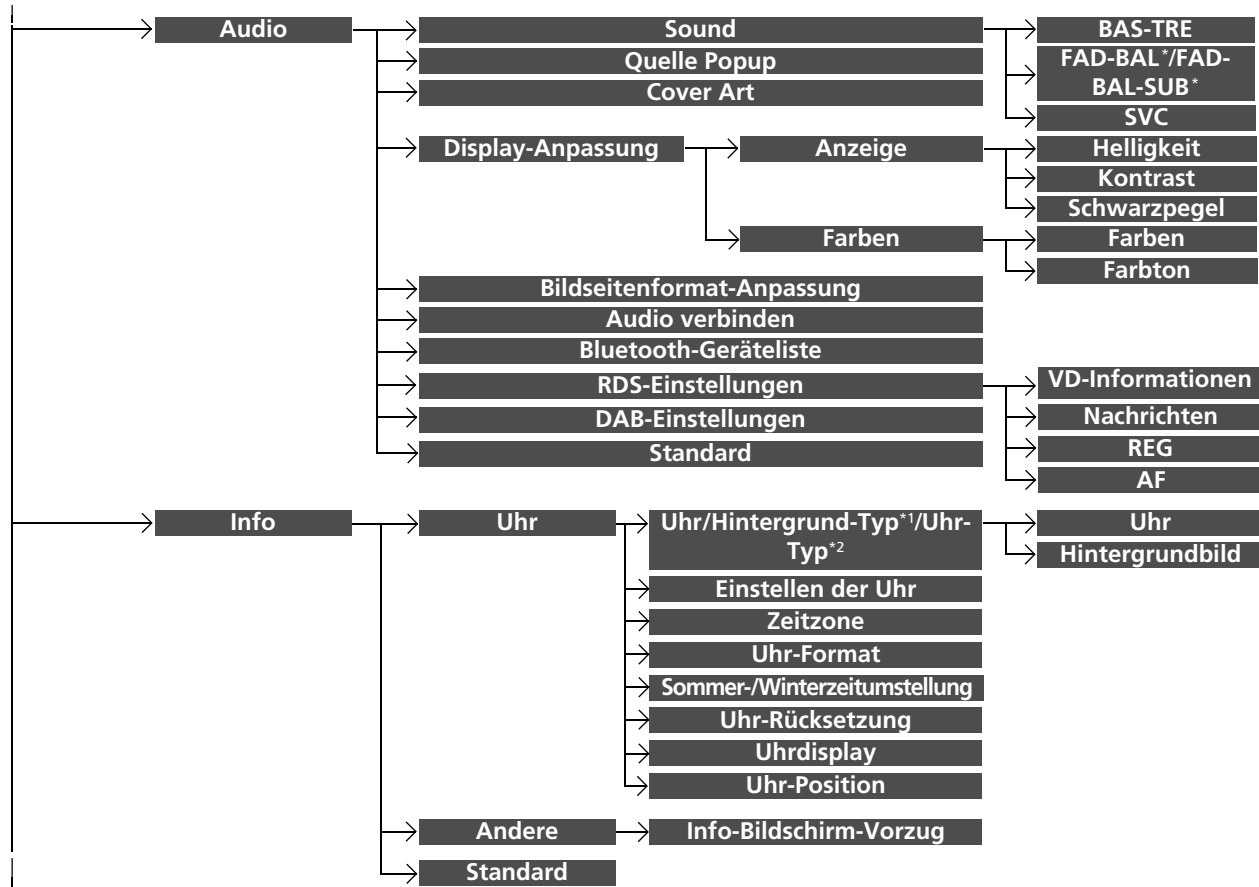 Audio
Sound
BAS-TRE
FAD-BAL*/FAD-
BAL-SUB*
SVC
Quelle Popup
Cover Art
Display-Anpassung
Anzeige
Helligkeit
Kontrast
Schwarzpegel
Farben
Farben
Farbton
Bildseitenformat-Anpassung
Audio verbinden
Bluetooth-Geräteliste
RDS-Einstellungen
VD-Informationen
Nachrichten
REG
AF
DAB-Einstellungen
Standard
Info
Uhr
Uhr/Hintergrund-Typ*1/Uhr-
Typ*2
Uhr
Hintergrundbild
Einstellen der Uhr
Zeitzone
Uhr-Format
Sommer-/Winterzeitumstellung
Uhr-Rücksetzung
Uhrdisplay
Uhr-Position
Andere
Info-Bildschirm-Vorzug
Standard